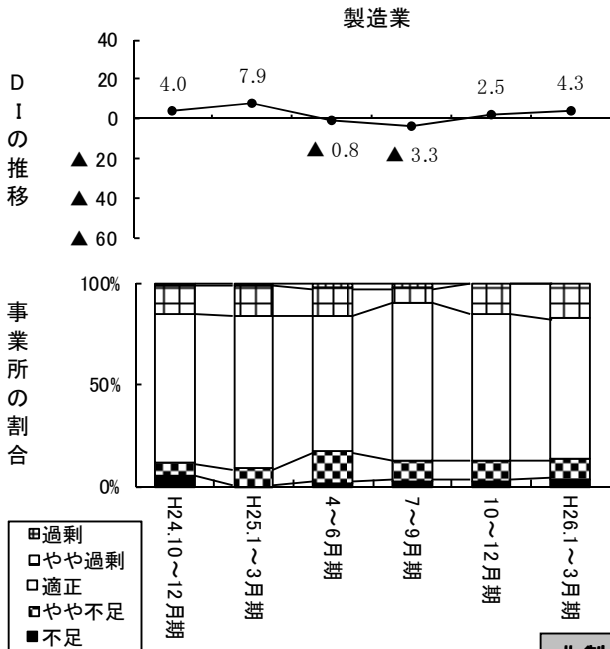 製造業
DIの推移
40
20
0
▲ 20
▲ 40
▲ 60
4.0
7.9
▲ 0.8
▲ 3.3
2.5
4.3
事業所の割合
100%
50%
0%
H24.10～12月期
H25.1～3月期
4～6月期
7～9月期
10～12月期
H26.1～3月期
過剰
やや過剰
適正
やや不足
不足